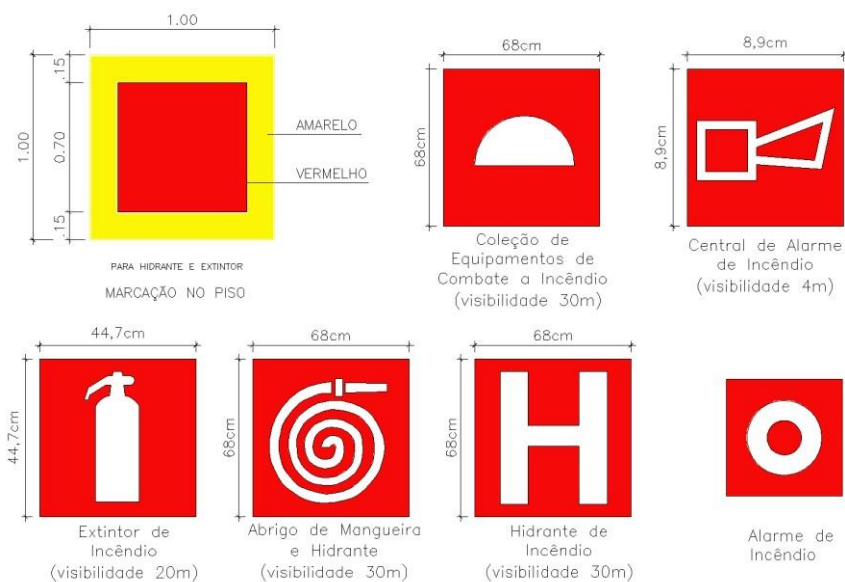 1.00
1.00
.15
0.70
.15
AMARELO
VERMELHO
PARA HIDRANTE E EXTINTOR
MARCAÇÃO NO PISO
68cm
68cm
Coleção de
Equipamentos de
Combate a Incêndio
(visibilidade 30m)
8,9cm
8,9cm
Central de Alarme
de Incêndio
(visibilidade 4m)
44,7cm
44,7cm
Extintor de
Incêndio
(visibilidade 20m)
68cm
68cm
Abrigo de Mangueira
e Hidrante
(visibilidade 30m)
68cm
68cm
H
Hidrante de
Incêndio
(visibilidade 30m)
Alarme de
Incêndio